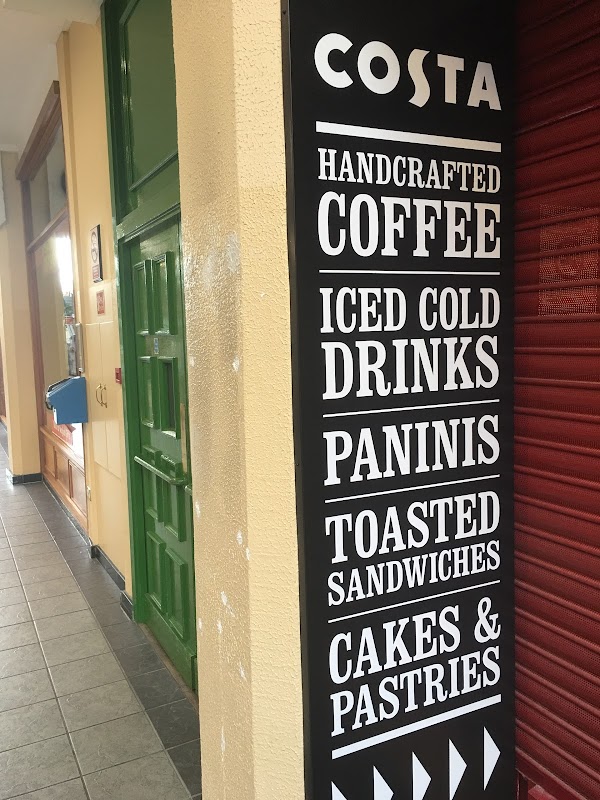 COSTA
HANDCRAFTED
COFFEE
ICED COLD
DRINKS
PANINIS
TOASTED
SANDWICHES
CAKES &
PASTRIES